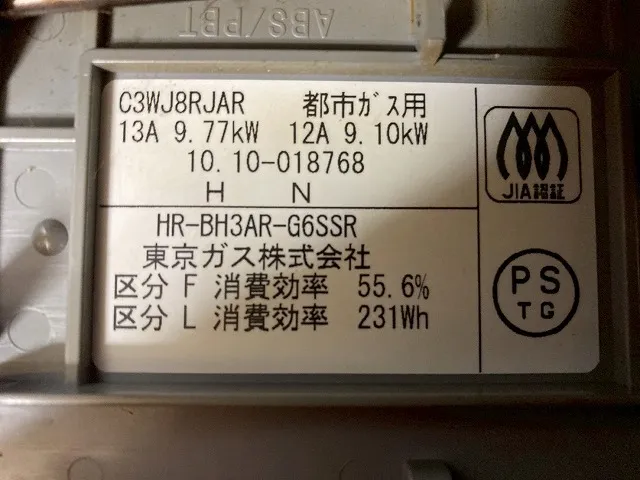 ABS/PBT
C3WJ8RJAR 都市ガス用
13A 9.77kW 12A 9.10kW
10.10-018768
H N
JIA認証
HR-BH3AR-G6SSR
東京ガス株式会社
区分 F 消費効率 55.6%
区分 L 消費効率 231Wh
PS
TG